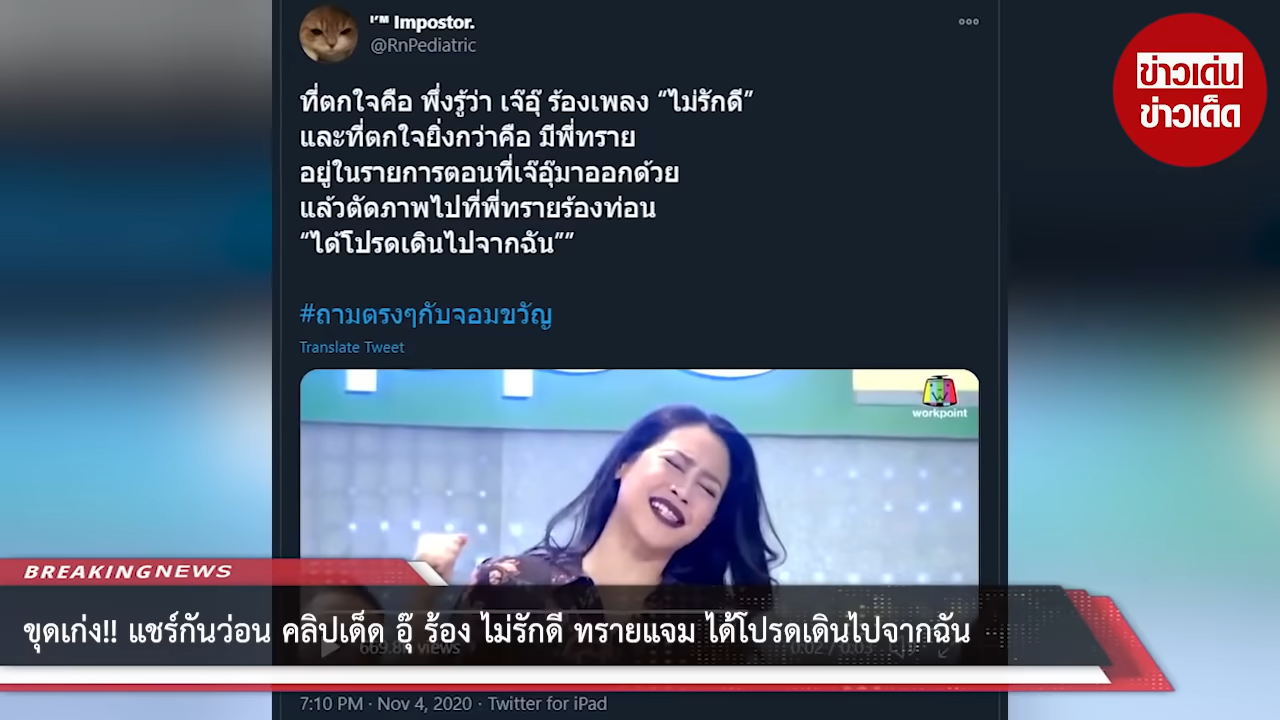 I'™ Impostor.
@RnPediatric
ข่าวเด่น
ข่าวเด็ด
ที่ตกใจคือ พึ่งรู้ว่า เจ๊อุ๊ ร้องเพลง “ไม่รักดี”
และที่ตกใจยิ่งกว่าคือ มีพี่ทราย
อยู่ในรายการตอนที่เจ๊อุ๊มาออกด้วย
แล้วตัดภาพไปที่พี่ทรายร้องท่อน
“ได้โปรดเดินไปจากฉัน””
#ถามตรงๆกับจอมขวัญ
Translate Tweet
workpoint
BREAKINGNEWS
ขุดเก่ง!! แชร์กันว่อน คลิปเด็ด อุ๊ ร้อง ไม่รักดี ทรายแจม ได้โปรดเดินไปจากฉัน
669.8K views
0:02 / 0:03
7:10 PM · Nov 4, 2020 · Twitter for iPad